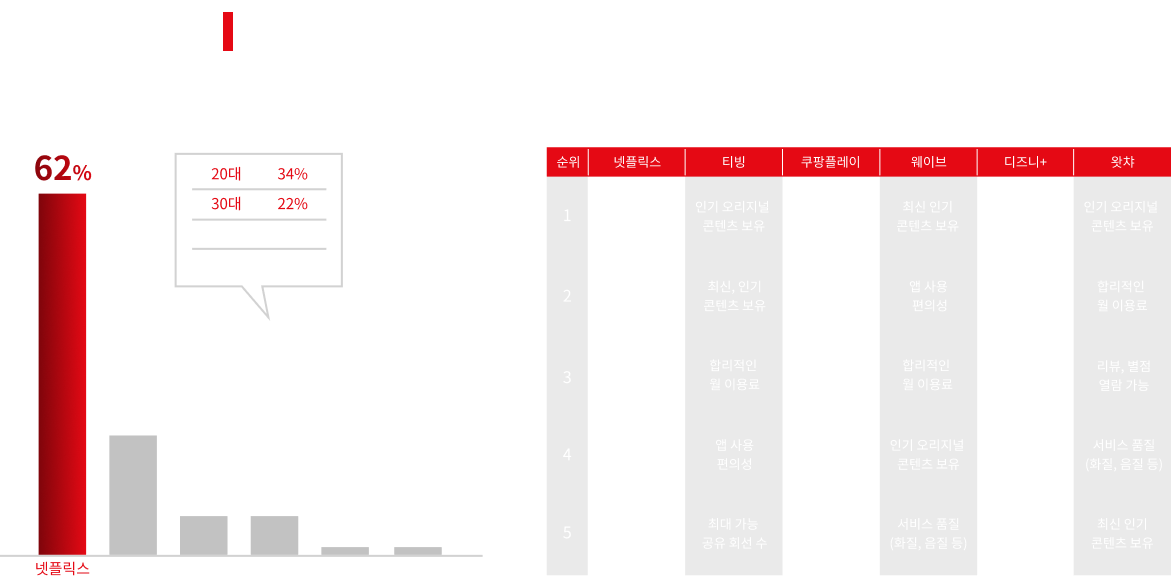 62%
20대 34%
30대 22%
넷플릭스
순위 넷플릭스 티빙 쿠팡플레이 웨이브 디즈니+ 왓챠
1
인기 오리지널
콘텐츠 보유
최신 인기
콘텐츠 보유
인기 오리지널
콘텐츠 보유
2
최신, 인기
콘텐츠 보유
앱 사용
편의성
합리적인
월 이용료
3
합리적인
월 이용료
합리적인
월 이용료
리뷰, 별점
열람 가능
4
앱 사용
편의성
인기 오리지널
콘텐츠 보유
서비스 품질
(화질, 음질 등)
5
최대 가능
공유 회선 수
서비스 품질
(화질, 음질 등)
최신 인기
콘텐츠 보유